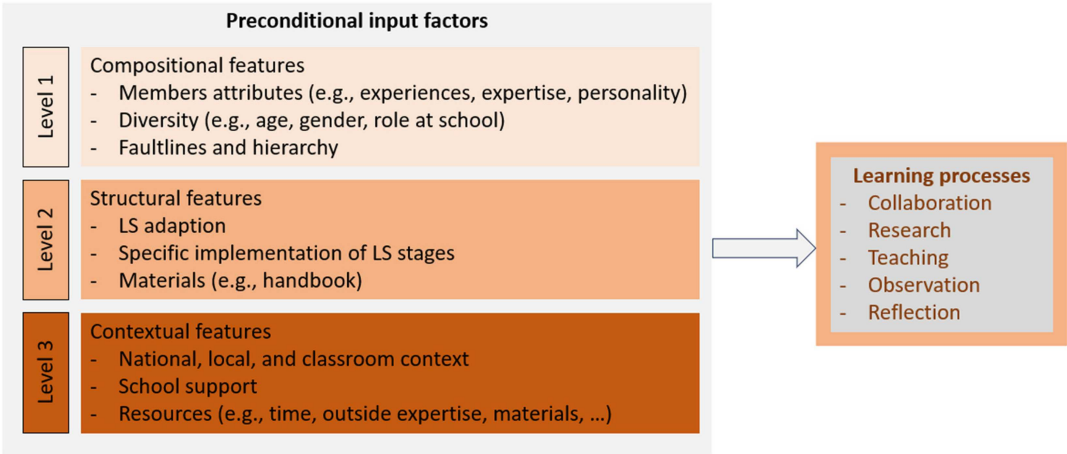 Preconditional input factors
Level 1
Compositional features
- Members attributes (e.g., experiences, expertise, personality)
- Diversity (e.g., age, gender, role at school)
- Faultlines and hierarchy
Level 2
Structural features
- LS adaption
- Specific implementation of LS stages
- Materials (e.g., handbook)
Level 3
Contextual features
- National, local, and classroom context
- School support
- Resources (e.g., time, outside expertise, materials, …)
Learning processes
- Collaboration
- Research
- Teaching
- Observation
- Reflection